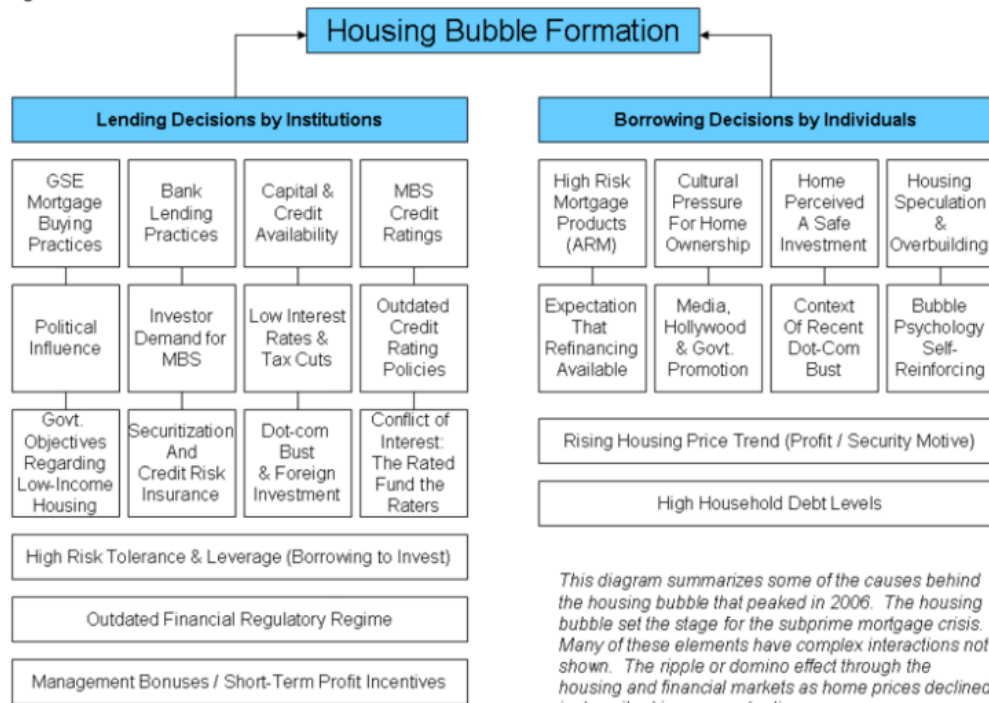 Housing Bubble Formation
Lending Decisions by Institutions
GSE
Mortgage
Buying
Practices
Bank
Lending
Practices
Capital &
Credit
Availability
MBS
Credit
Ratings
Political
Influence
Investor
Demand for
MBS
Low Interest
Rates &
Tax Cuts
Outdated
Credit
Rating
Policies
Govt.
Objectives
Regarding
Low-Income
Housing
Securitization
And
Credit Risk
Insurance
Dot-com
Bust
& Foreign
Investment
Conflict of
Interest:
The Rated
Fund the
Raters
High Risk Tolerance & Leverage (Borrowing to Invest)
Outdated Financial Regulatory Regime
Management Bonuses / Short-Term Profit Incentives
Borrowing Decisions by Individuals
High Risk
Mortgage
Products
(ARM)
Cultural
Pressure
For Home
Ownership
Home
Perceived
A Safe
Investment
Housing
Speculation
&
Overbuilding
Expectation
That
Refinancing
Available
Media,
Hollywood
& Govt.
Promotion
Context
Of Recent
Dot-Com
Bust
Bubble
Psychology
Self-
Reinforcing
Rising Housing Price Trend (Profit / Security Motive)
High Household Debt Levels
This diagram summarizes some of the causes behind
the housing bubble that peaked in 2006. The housing
bubble set the stage for the subprime mortgage crisis.
Many of these elements have complex interactions not
shown. The ripple or domino effect through the
housing and financial markets as home prices declined